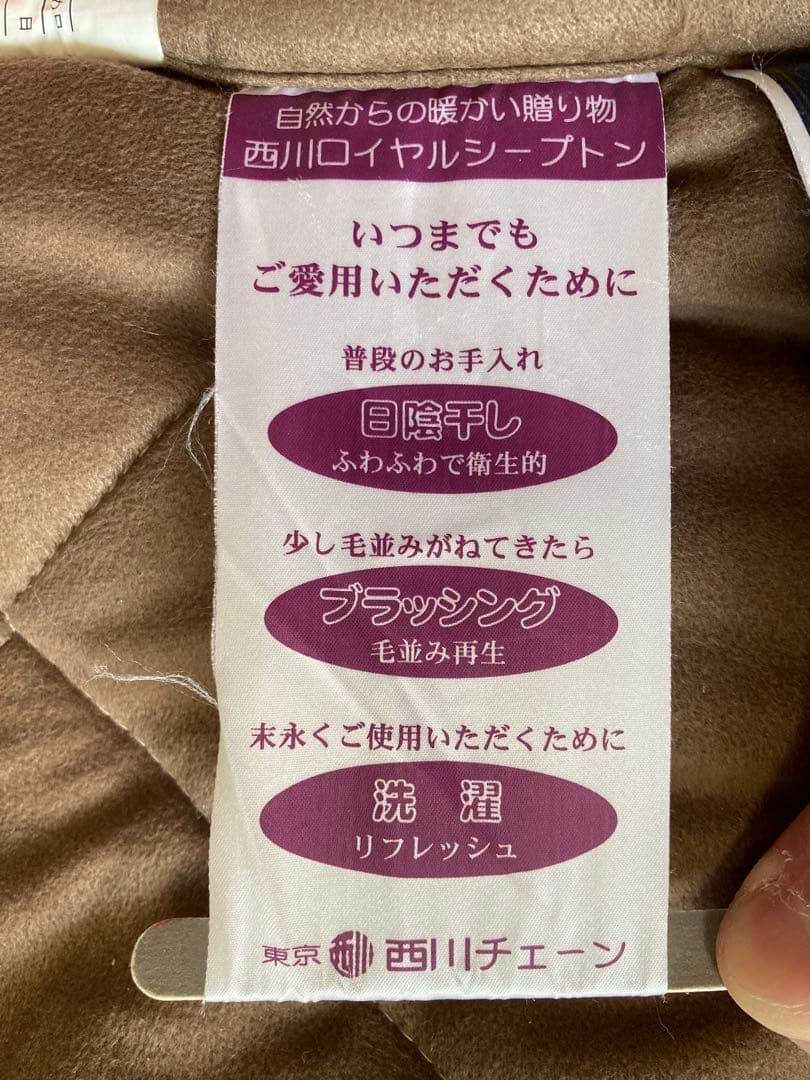 自然からの暖かい贈り物
西川ロイヤルシープトン
いつまでも
ご愛用いただくために
普段のお手入れ
日陰干し
ふわふわで衛生的
少し毛並みがねてきたら
ブラッシング
毛並み再生
末永くご使用いただくために
洗 濯
リフレッシュ
東京 西川 西川チェーン